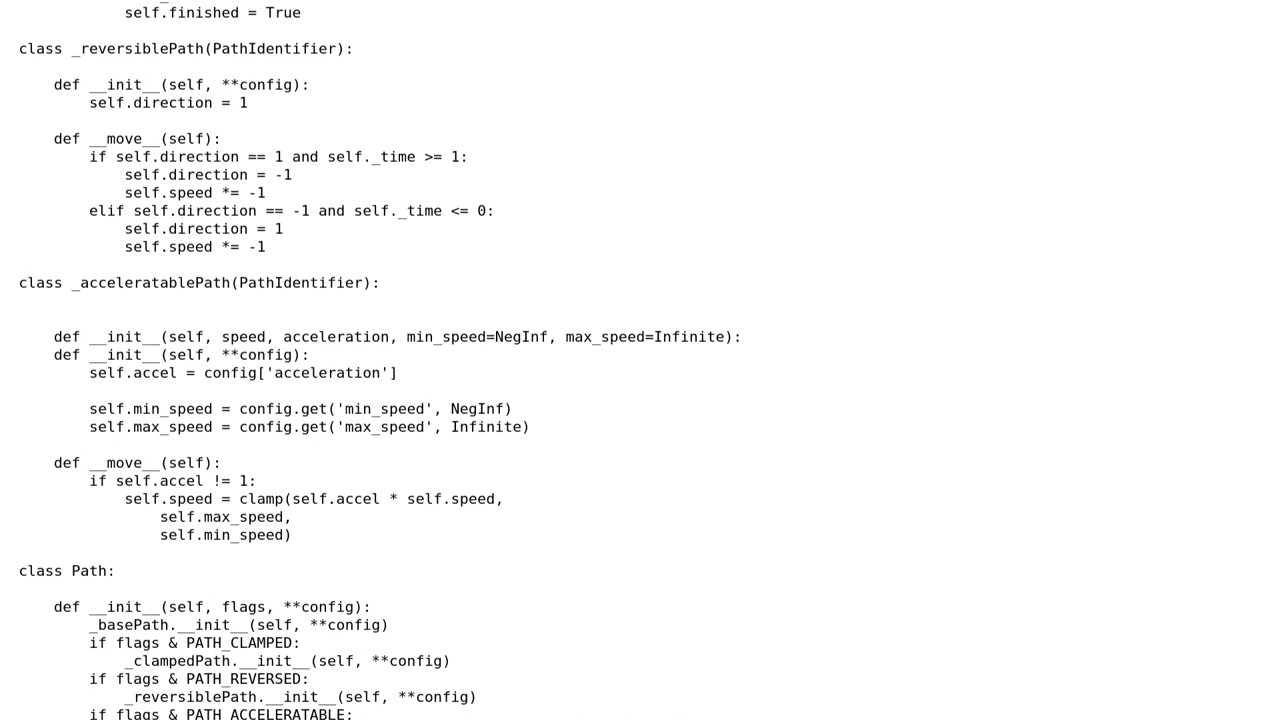 self.finished = True
class _reversiblePath(PathIdentifier):
def __init__(self, **config):
self.direction = 1
def __move__(self):
if self.direction == 1 and self._time >= 1:
self.direction = -1
self.speed *= -1
elif self.direction == -1 and self._time <= 0:
self.direction = 1
self.speed *= -1
class _acceleratablePath(PathIdentifier):
def __init__(self, speed, acceleration, min_speed=NegInf, max_speed=Infinite):
def __init__(self, **config):
self.accel = config['acceleration']
self.min_speed = config.get('min_speed', NegInf)
self.max_speed = config.get('max_speed', Infinite)
def __move__(self):
if self.accel != 1:
self.speed = clamp(self.accel * self.speed,
self.max_speed,
self.min_speed)
class Path:
def __init__(self, flags, **config):
_basePath.__init__(self, **config)
if flags & PATH_CLAMPED:
_clampedPath.__init__(self, **config)
if flags & PATH_REVERSED:
_reversiblePath.__init__(self, **config)
if flags & PATH_ACCELERATABLE: